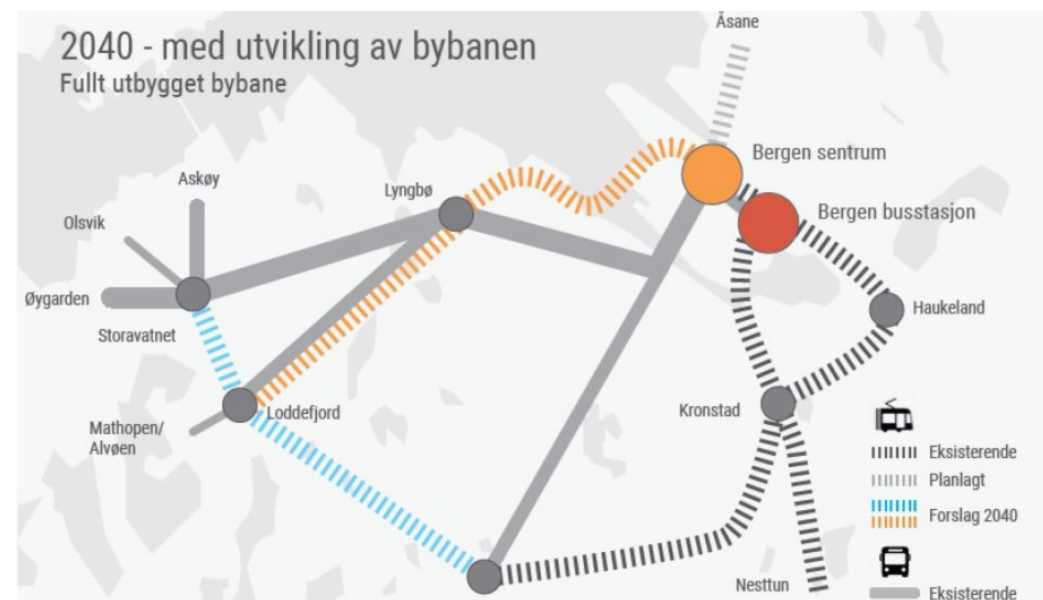 2040 - med utvikling av bybanen
Fullt utbygget bybane
Åsane
Bergen sentrum
Askøy
Lyngbø
Olsvik
Bergen busstasjon
Øygarden
Haukeland
Storavatnet
Loddefjord
Kronstad
Mathopen/
Alvøen
Eksisterende
Planlagt
Forslag 2040
Nesttun
Eksisterende